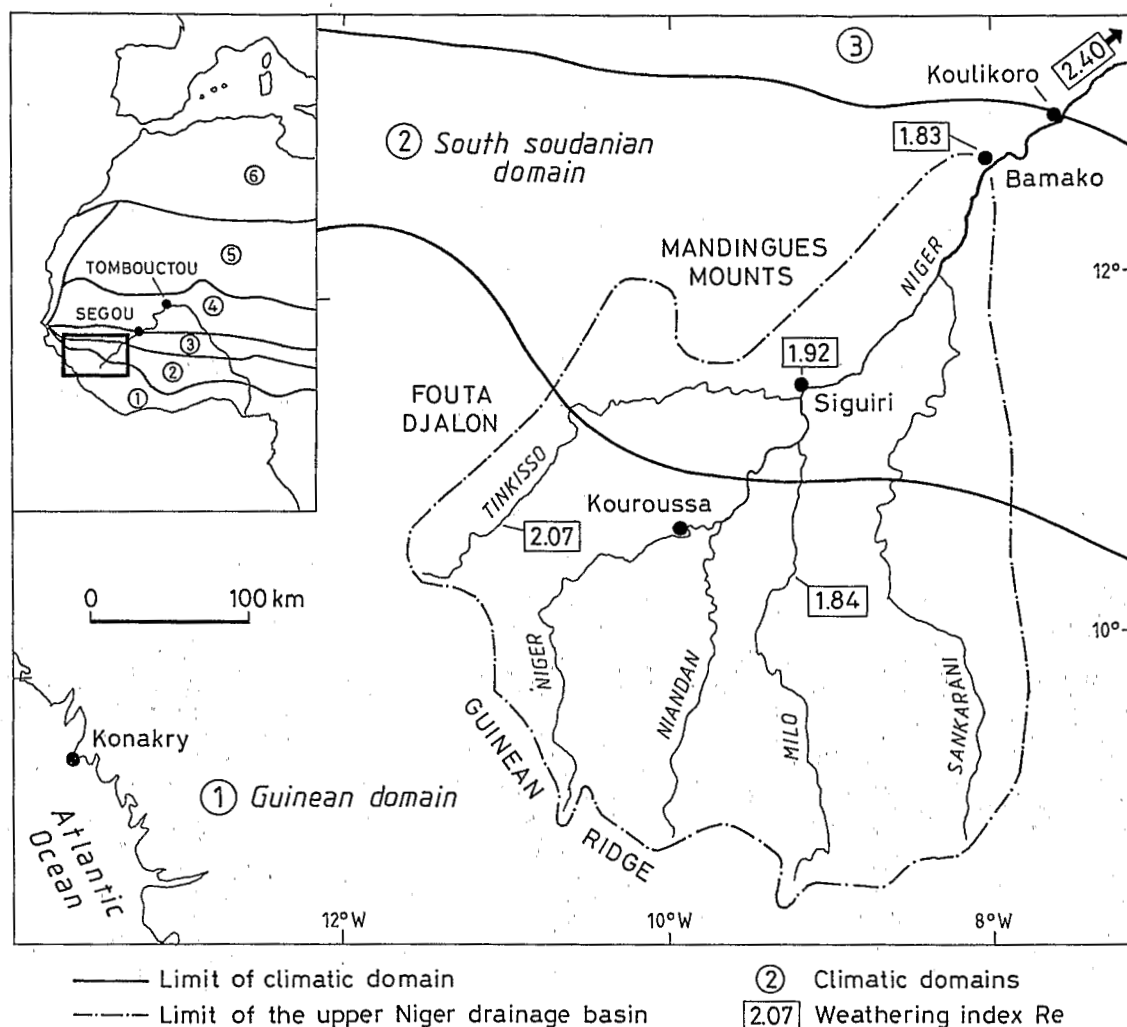 ⑥
⑤
TOMBOUCTOU
④
SEGOU
③
②
①
③
Koulikoro
2.40
② South soudanian
domain
1.83
Bamako
MANDINGUES
MOUNTS
NIGER
12°
1.92
Siguiri
FOUTA
DJALON
TINKISSO
Kouroussa
2.07
1.84
0 100 km
10°
NIGER
NIANDAN
MILO
SANKARANI
GUINEAN
RIDGE
Konakry
① Guinean domain
Atlantic
Ocean
12°W
10°W
8°W
Limit of climatic domain
② Climatic domains
Limit of the upper Niger drainage basin
2.07 Weathering index Re